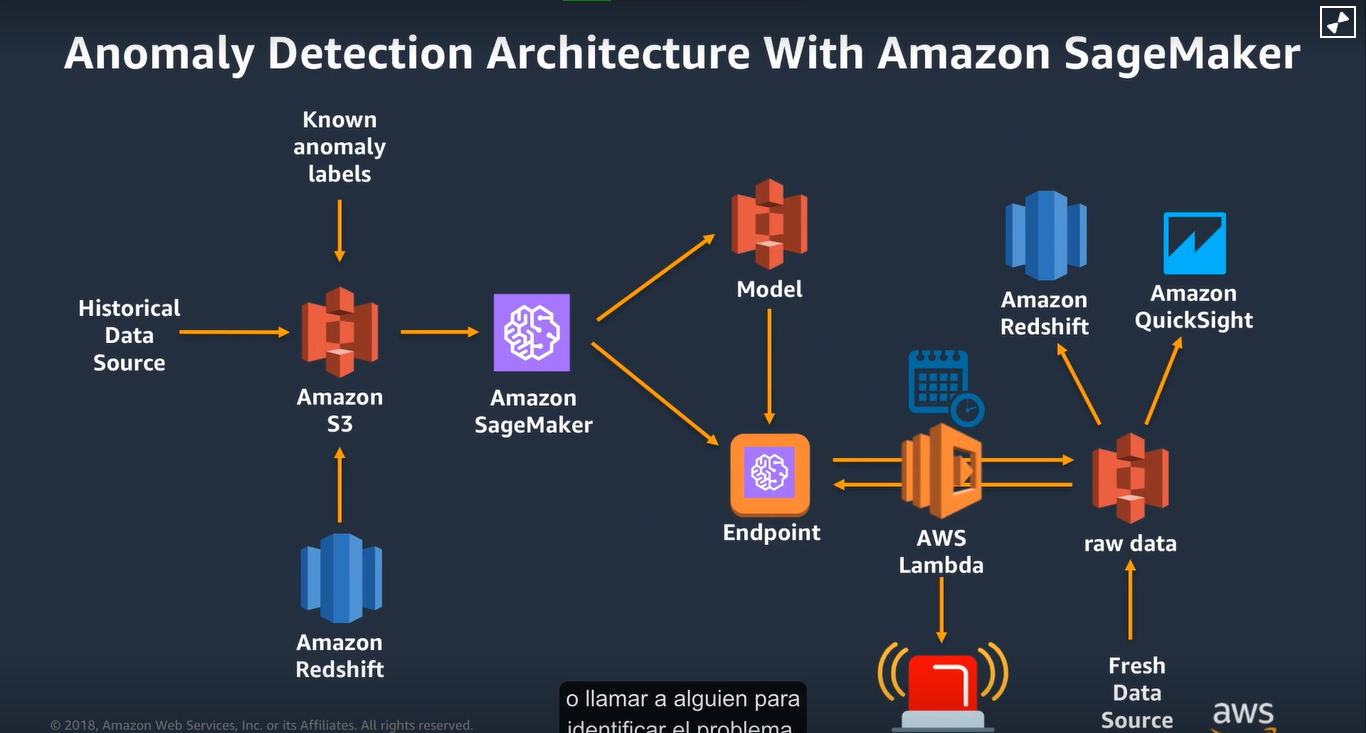 Anomaly Detection Architecture With Amazon SageMaker
Known
anomaly
labels
Historical
Data
Source
Amazon
S3
Amazon
SageMaker
Amazon
Redshift
Model
Endpoint
AWS
Lambda
Amazon
Redshift
Amazon
QuickSight
raw data
Fresh
Data
Source
o llamar a alguien para
identificar el problema
© 2018, Amazon Web Services, Inc. or its Affiliates. All rights reserved.
aws